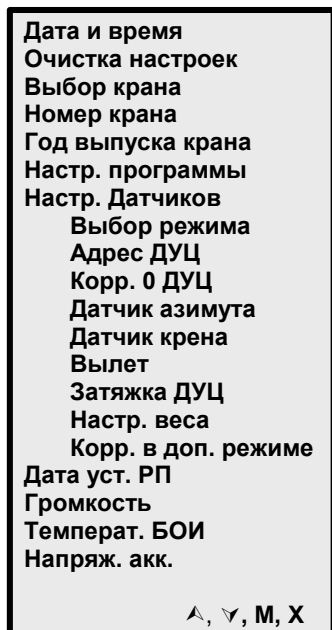 Дата и время
Очистка настроек
Выбор крана
Номер крана
Год выпуска крана
Настр. программы
Настр. Датчиков
Выбор режима
Адрес ДУЦ
Корр. 0 ДУЦ
Датчик азимута
Датчик крена
Вылет
Затяжка ДУЦ
Настр. веса
Корр. в доп. режиме
Дата уст. РП
Громкость
Температ. БОИ
Напряж. акк.
⮝, ⮟, М, Х